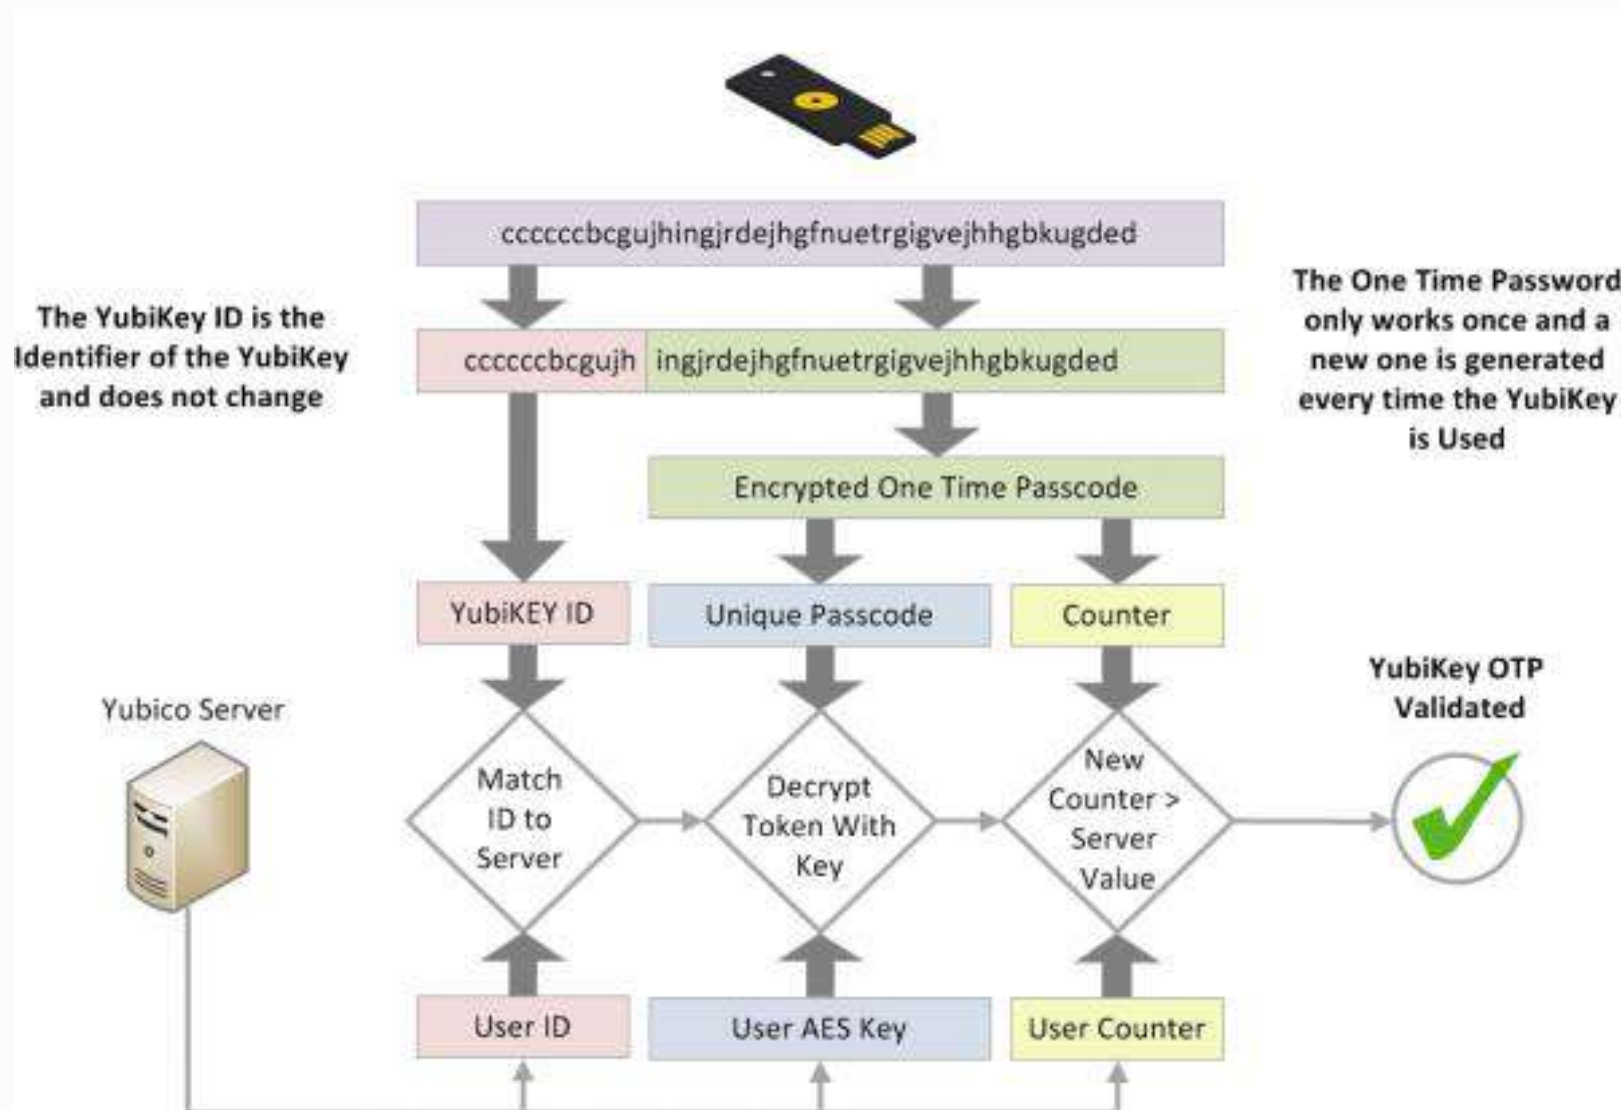 ccccccbcgujhingjrdejhgfnuetrgigvejhhgbkugded
The YubiKey ID is the
Identifier of the YubiKey
and does not change
ccccccbcgujh
ingjrdejhgfnuetrgigvejhhgbkugded
The One Time Password
only works once and a
new one is generated
every time the YubiKey
is Used
Encrypted One Time Passcode
YubiKEY ID
Unique Passcode
Counter
Yubico Server
Match
ID to
Server
Decrypt
Token With
Key
New
Counter >
Server
Value
YubiKey OTP
Validated
User ID
User AES Key
User Counter